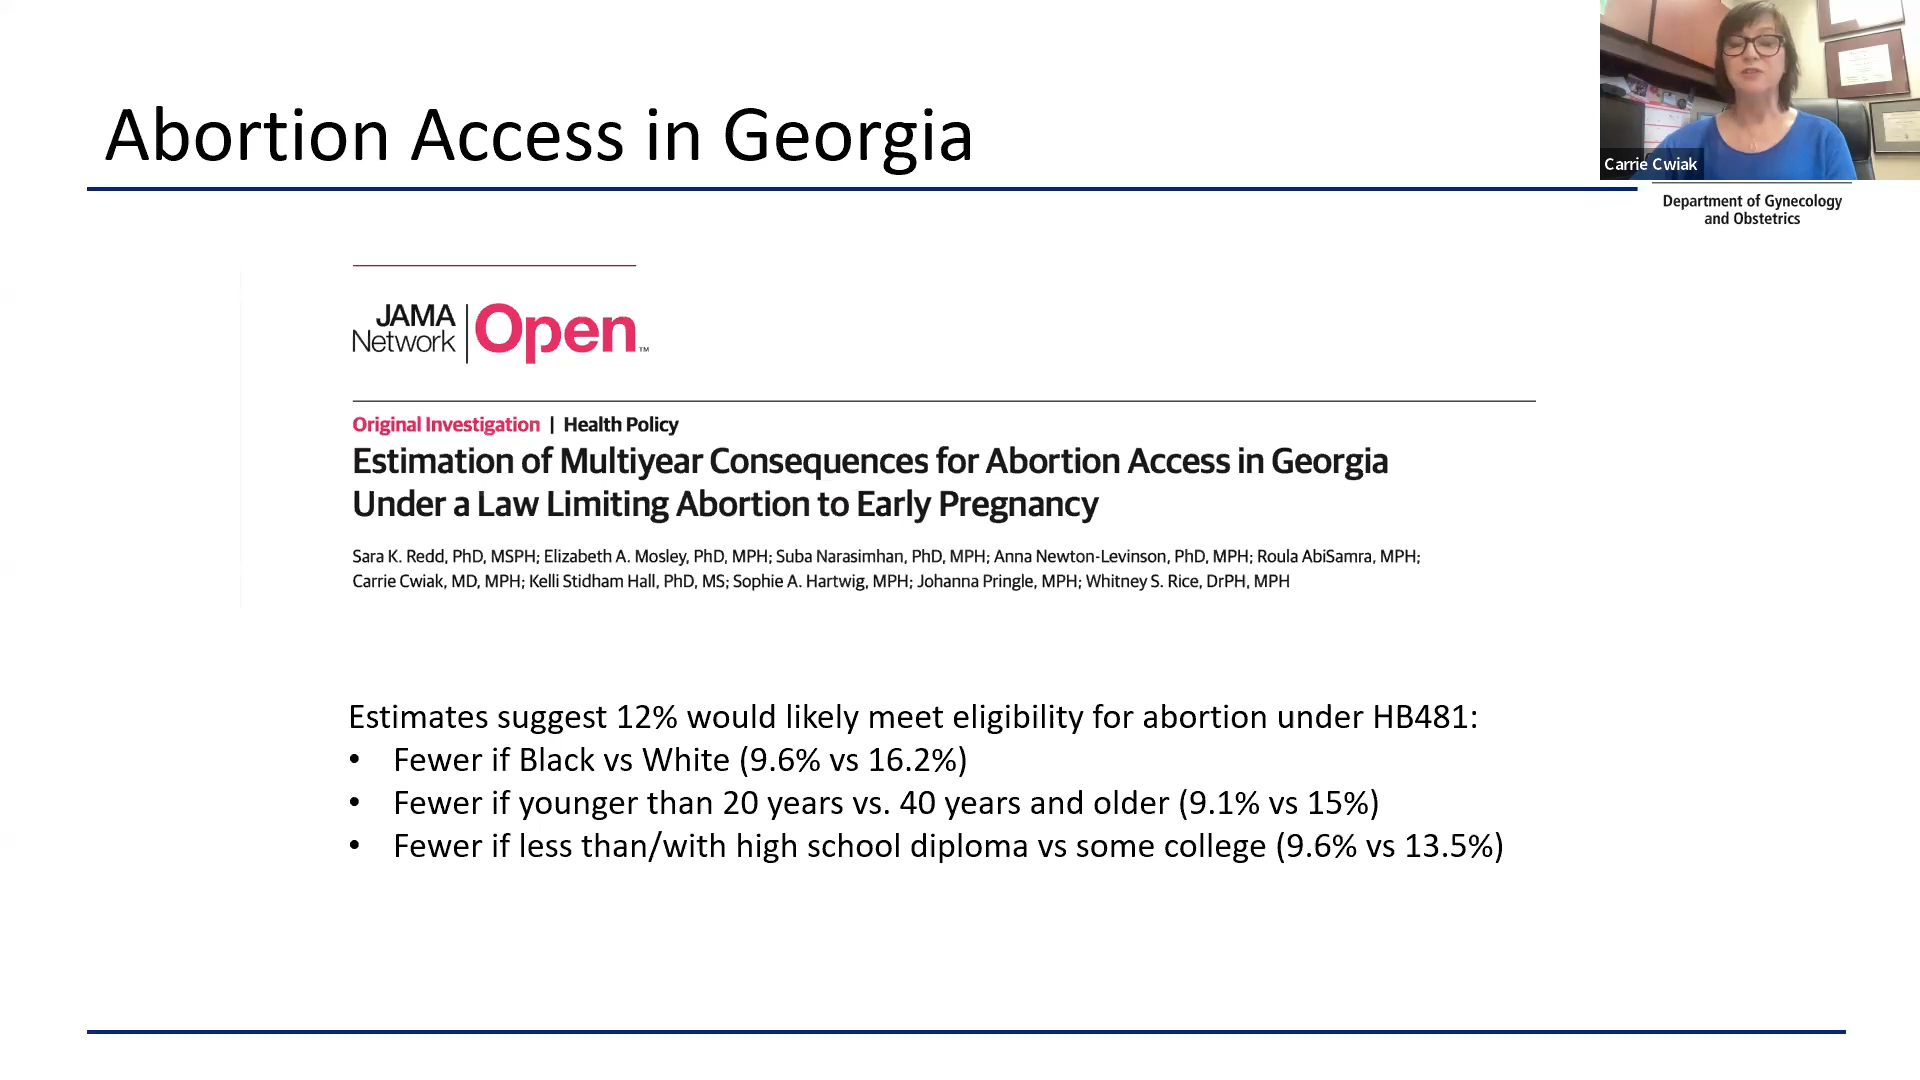 Abortion Access in Georgia
Carrie Cwiak
Department of Gynecology
and Obstetrics
JAMA
Network
Open™
Original Investigation | Health Policy
Estimation of Multiyear Consequences for Abortion Access in Georgia
Under a Law Limiting Abortion to Early Pregnancy
Sara K. Redd, PhD, MSPH; Elizabeth A. Mosley, PhD, MPH; Suba Narasimhan, PhD, MPH; Anna Newton-Levinson, PhD, MPH; Roula AbiSamra, MPH;
Carrie Cwiak, MD, MPH; Kelli Stidham Hall, PhD, MS; Sophie A. Hartwig, MPH; Johanna Pringle, MPH; Whitney S. Rice, DrPH, MPH
Estimates suggest 12% would likely meet eligibility for abortion under HB481:
• Fewer if Black vs White (9.6% vs 16.2%)
• Fewer if younger than 20 years vs. 40 years and older (9.1% vs 15%)
• Fewer if less than/with high school diploma vs some college (9.6% vs 13.5%)